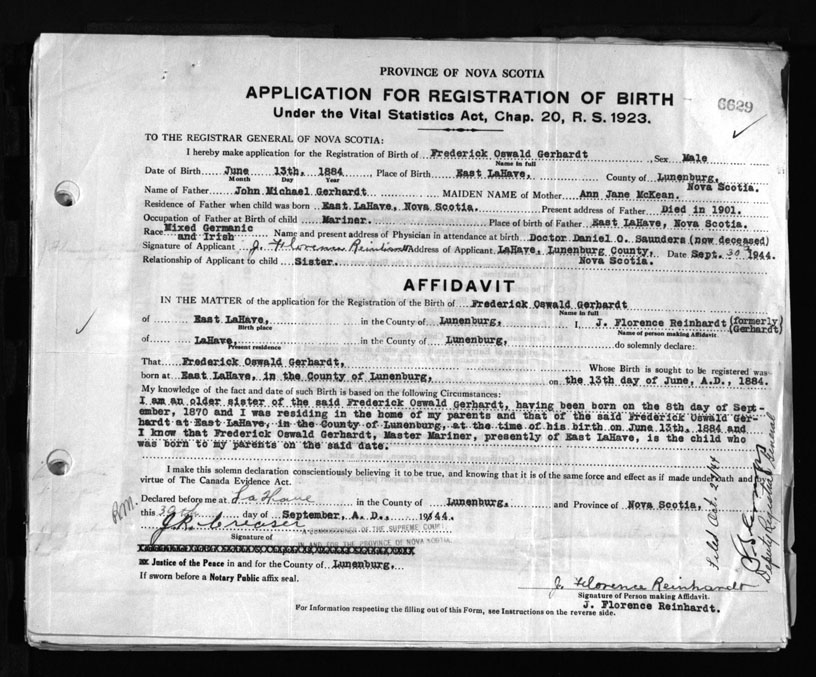 PROVINCE OF NOVA SCOTIA
APPLICATION FOR REGISTRATION OF BIRTH
6629
Under the Vital Statistics Act, Chap. 20, R. S. 1923.
TO THE REGISTRAR GENERAL OF NOVA SCOTIA:
I hereby make application for the Registration of Birth of Frederick Oswald Gerhardt Sex Male
Name in full
Date of Birth June 13th, 1884 Place of Birth East LaHave, County of Lunenburg,
Month Day Year
Nova Scotia.
Name of Father John Michael Gerhardt MAIDEN NAME of Mother Ann Jane McKean.
Residence of Father when child was born East LaHave, Nova Scotia. Present address of Father Died in 1901.
Occupation of Father at Birth of child Mariner. Place of birth of Father East LaHave, Nova Scotia.
Race Mixed Germanic and Irish Name and present address of Physician in attendance at birth Doctor Daniel O. Saunders (now deceased)
Signature of Applicant J. Florence Reinhardt Address of Applicant LaHave, Lunenburg County, Date Sept. 30 1944.
Relationship of Applicant to child Sister. Nova Scotia.
AFFIDAVIT
IN THE MATTER of the application for the Registration of the Birth of Frederick Oswald Gerhardt
Name in full
of East LaHave, in the County of Lunenburg, I, J. Florence Reinhardt (formerly Gerhardt)
Birth place Name of person making Affidavit
of LaHave, in the County of Lunenburg, do solemnly declare:
Present residence
That Frederick Oswald Gerhardt, Whose Birth is sought to be registered was
born at East LaHave, in the County of Lunenburg, on the 13th day of June, A.D., 1884.
My knowledge of the fact and date of such Birth is based on the following Circumstances:
I am an older sister of the said Frederick Oswald Gerhardt, having been born on the 8th day of Sept-
ember, 1870 and I was residing in the home of my parents and that of the said Frederick Oswald Ger-
hardt at East LaHave, in the County of Lunenburg, at the time of his birth on June 13th, 1884 and
I know that Frederick Oswald Gerhardt, Master Mariner, presently of East LaHave, is the child who
was born to my parents on the said date.
I make this solemn declaration conscientiously believing it to be true, and knowing that it is of the same force and effect as if made under oath and by
virtue of The Canada Evidence Act.
R.M.
Declared before me at LaHave in the County of Lunenburg, and Province of Nova Scotia,
this 30th day of September, A. D., 1944.
J.R. Creaser
A COMMISSIONER OF THE SUPREME COURT
Signature of
IN AND FOR THE PROVINCE OF NOVA SCOTIA
Justice of the Peace in and for the County of Lunenburg,
If sworn before a Notary Public affix seal.
J. Florence Reinhardt
Signature of Person making Affidavit.
J. Florence Reinhardt.
For Information respecting the filling out of this Form, see Instructions on the reverse side.
Filed Oct. 24/44
Deputy Registrar General